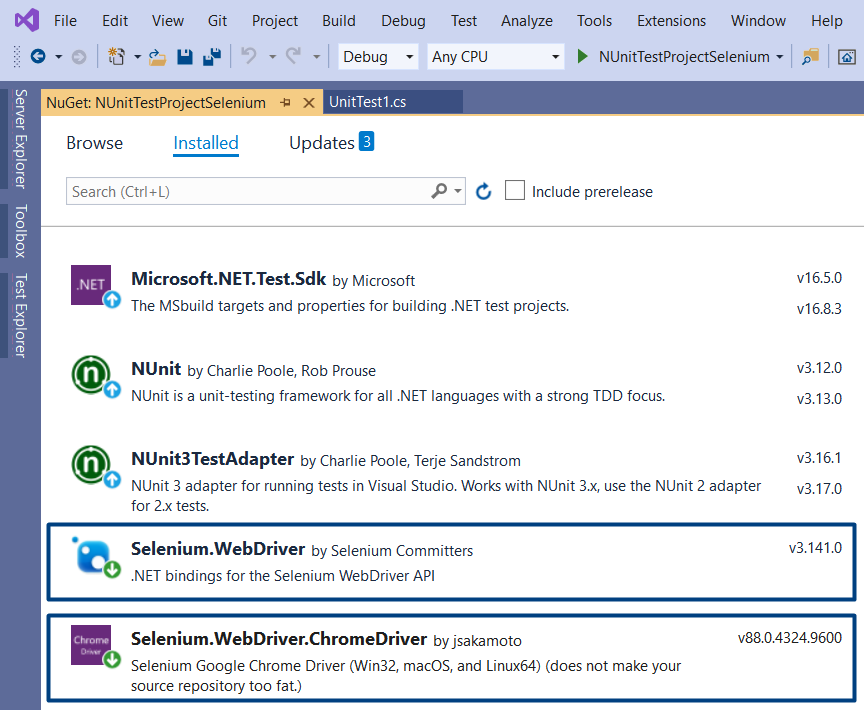 File Edit View Git Project Build Debug Test Analyze Tools Extensions Window Help
Debug Any CPU NUnitTestProjectSelenium
Server Explorer
Toolbox
Test Explorer
NuGet: NUnitTestProjectSelenium UnitTest1.cs
Browse Installed Updates 3
Search (Ctrl+L) Include prerelease
.NET
Microsoft.NET.Test.Sdk by Microsoft v16.5.0
The MSbuild targets and properties for building .NET test projects. v16.8.3
n
NUnit by Charlie Poole, Rob Prouse v3.12.0
NUnit is a unit-testing framework for all .NET languages with a strong TDD focus. v3.13.0
n
NUnit3TestAdapter by Charlie Poole, Terje Sandstrom v3.16.1
NUnit 3 adapter for running tests in Visual Studio. Works with NUnit 3.x, use the NUnit 2 adapter v3.17.0
for 2.x tests.
Selenium.WebDriver by Selenium Committers v3.141.0
.NET bindings for the Selenium WebDriver API
Chrome
Driver
Selenium.WebDriver.ChromeDriver by jsakamoto v88.0.4324.9600
Selenium Google Chrome Driver (Win32, macOS, and Linux64) (does not make your
source repository too fat.)